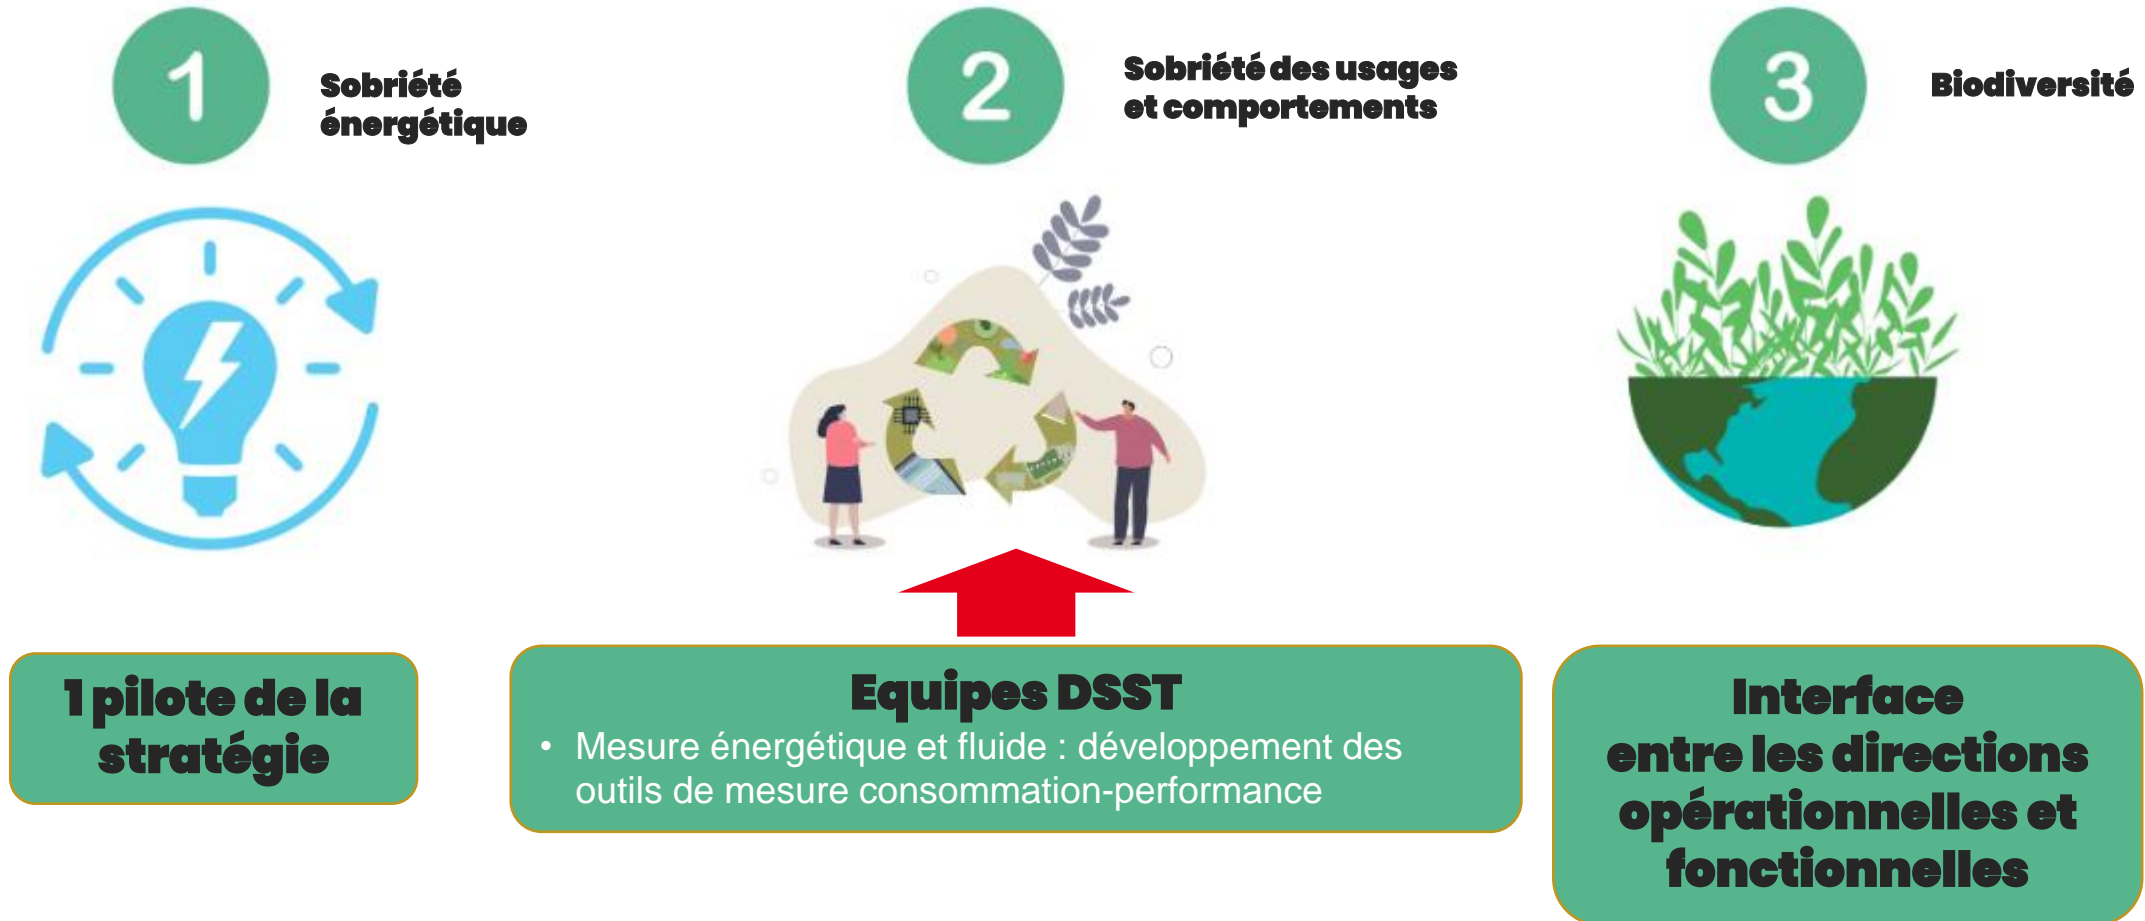 1
Sobriété
énergétique
2
Sobriété des usages
et comportements
3
Biodiversité
1 pilote de la
stratégie
Equipes DSST
• Mesure énergétique et fluide : développement des
outils de mesure consommation-performance
Interface
entre les directions
opérationnelles et
fonctionnelles